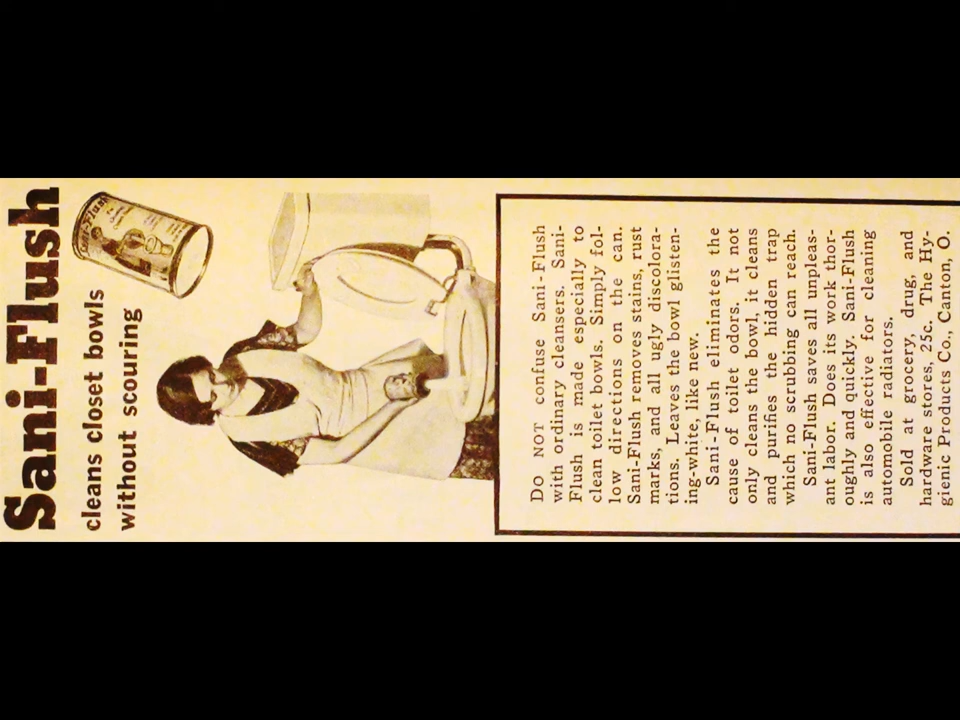 Sani-Flush
cleans closet bowls
without scouring
Sani-Flush
Do NOT confuse Sani-Flush
with ordinary cleansers. Sani-
Flush is made especially to
clean toilet bowls. Simply fol-
low directions on the can.
Sani-Flush removes stains, rust
marks, and all ugly discolora-
tions. Leaves the bowl glisten-
ing-white, like new.
Sani-Flush eliminates the
cause of toilet odors. It not
only cleans the bowl, it cleans
and purifies the hidden trap
which no scrubbing can reach.
Sani-Flush saves all unpleas-
ant labor. Does its work thor-
oughly and quickly. Sani-Flush
is also effective for cleaning
automobile radiators.
Sold at grocery, drug, and
hardware stores, 25c. The Hy-
gienic Products Co., Canton, O.